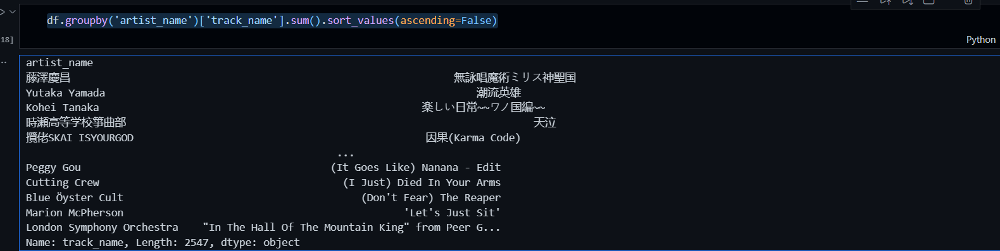 df.groupby('artist_name')['track_name'].sum().sort_values(ascending=False)
18]
Python
artist_name
藤澤慶昌 無詠唱魔術ミリス神聖国
Yutaka Yamada 潮流英雄
Kohei Tanaka 楽しい日常~~ワノ国編~~
時瀬高等学校箏曲部 天泣
攬佬SKAI ISYOURGOD 因果(Karma Code)
...
Peggy Gou (It Goes Like) Nanana - Edit
Cutting Crew (I Just) Died In Your Arms
Blue Öyster Cult (Don't Fear) The Reaper
Marion McPherson 'Let's Just Sit'
London Symphony Orchestra "In The Hall Of The Mountain King" from Peer G...
Name: track_name, Length: 2547, dtype: object